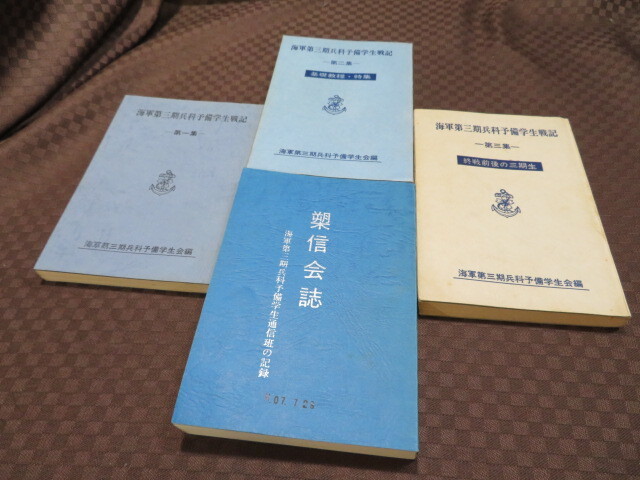 海軍第三期兵科予備学生戦記
―第一集―
海軍第三期兵科予備学生会編
海軍第三期兵科予備学生戦記
―第二集―
基礎教程・特集
海軍第三期兵科予備学生会編
海軍第三期兵科予備学生戦記
―第三集―
終戦前後の三期生
海軍第三期兵科予備学生会編
槊信会誌
海軍第三期兵科予備学生通信班の記録
07.7.29